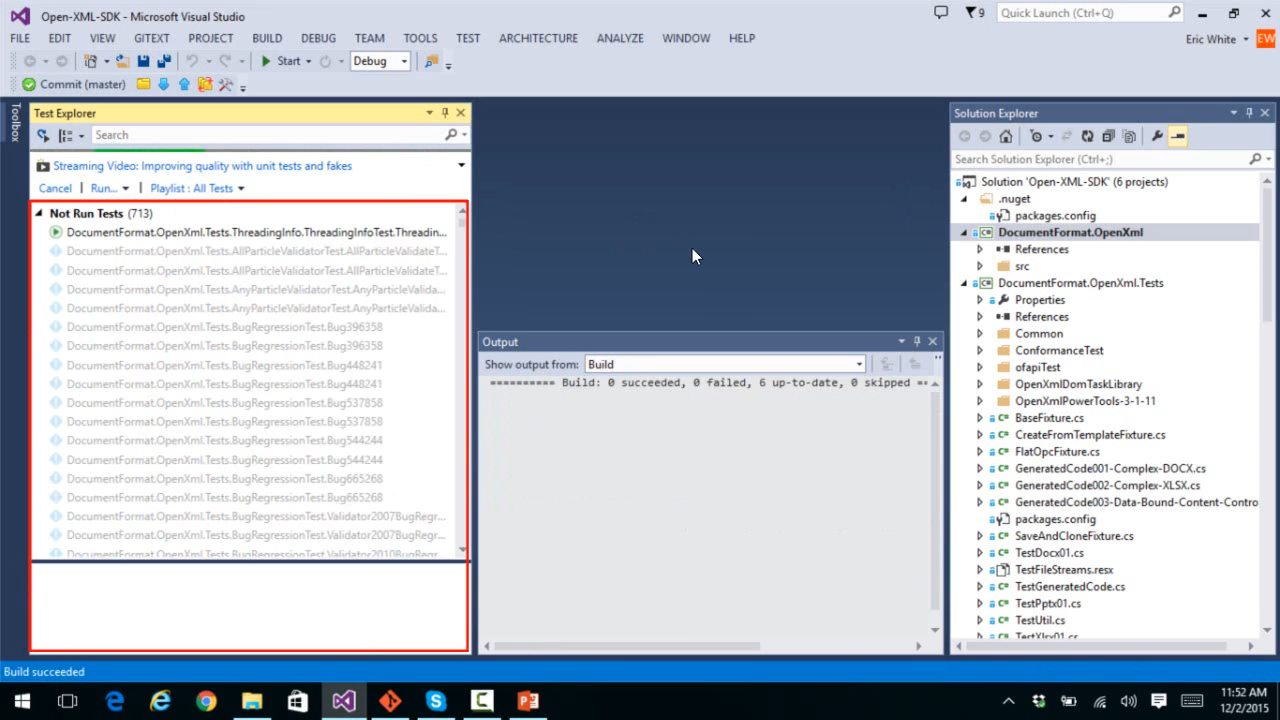 Open-XML-SDK - Microsoft Visual Studio
9
Quick Launch (Ctrl+Q)
FILE EDIT VIEW GITEXT PROJECT BUILD DEBUG TEAM TOOLS TEST ARCHITECTURE ANALYZE WINDOW HELP
Eric White EW
Start Debug
Commit (master)
Toolbox
Test Explorer
Search
Streaming Video: Improving quality with unit tests and fakes
Cancel | Run... | Playlist : All Tests
Not Run Tests (713)
DocumentFormat.OpenXml.Tests.ThreadingInfo.ThreadingInfoTest.Threadin...
DocumentFormat.OpenXml.Tests.AllParticleValidatorTest.AllParticleValidateT...
DocumentFormat.OpenXml.Tests.AllParticleValidatorTest.AllParticleValidateT...
DocumentFormat.OpenXml.Tests.AnyParticleValidatorTest.AnyParticleValida...
DocumentFormat.OpenXml.Tests.AnyParticleValidatorTest.AnyParticleValida...
DocumentFormat.OpenXml.Tests.BugRegressionTest.Bug396358
DocumentFormat.OpenXml.Tests.BugRegressionTest.Bug396358
DocumentFormat.OpenXml.Tests.BugRegressionTest.Bug448241
DocumentFormat.OpenXml.Tests.BugRegressionTest.Bug448241
DocumentFormat.OpenXml.Tests.BugRegressionTest.Bug537858
DocumentFormat.OpenXml.Tests.BugRegressionTest.Bug537858
DocumentFormat.OpenXml.Tests.BugRegressionTest.Bug544244
DocumentFormat.OpenXml.Tests.BugRegressionTest.Bug544244
DocumentFormat.OpenXml.Tests.BugRegressionTest.Bug665268
DocumentFormat.OpenXml.Tests.BugRegressionTest.Bug665268
DocumentFormat.OpenXml.Tests.BugRegressionTest.Validator2007BugRegr...
DocumentFormat.OpenXml.Tests.BugRegressionTest.Validator2007BugRegr...
DocumentFormat.OpenXml.Tests.BugRegressionTest.Validator2010BugRegr...
Output
Show output from: Build
========== Build: 0 succeeded, 0 failed, 6 up-to-date, 0 skipped ==
Solution Explorer
Search Solution Explorer (Ctrl+;)
Solution 'Open-XML-SDK' (6 projects)
.nuget
packages.config
DocumentFormat.OpenXml
References
src
DocumentFormat.OpenXml.Tests
Properties
References
Common
ConformanceTest
ofapiTest
OpenXmlDomTaskLibrary
OpenXmlPowerTools-3-1-11
BaseFixture.cs
CreateFromTemplateFixture.cs
FlatOpcFixture.cs
GeneratedCode001-Complex-DOCX.cs
GeneratedCode002-Complex-XLSX.cs
GeneratedCode003-Data-Bound-Content-Contro
packages.config
SaveAndCloneFixture.cs
TestDocx01.cs
TestFileStreams.resx
TestGeneratedCode.cs
TestPptx01.cs
TestUtil.cs
TestXlsx01.cs
Build succeeded
11:52 AM
12/2/2015